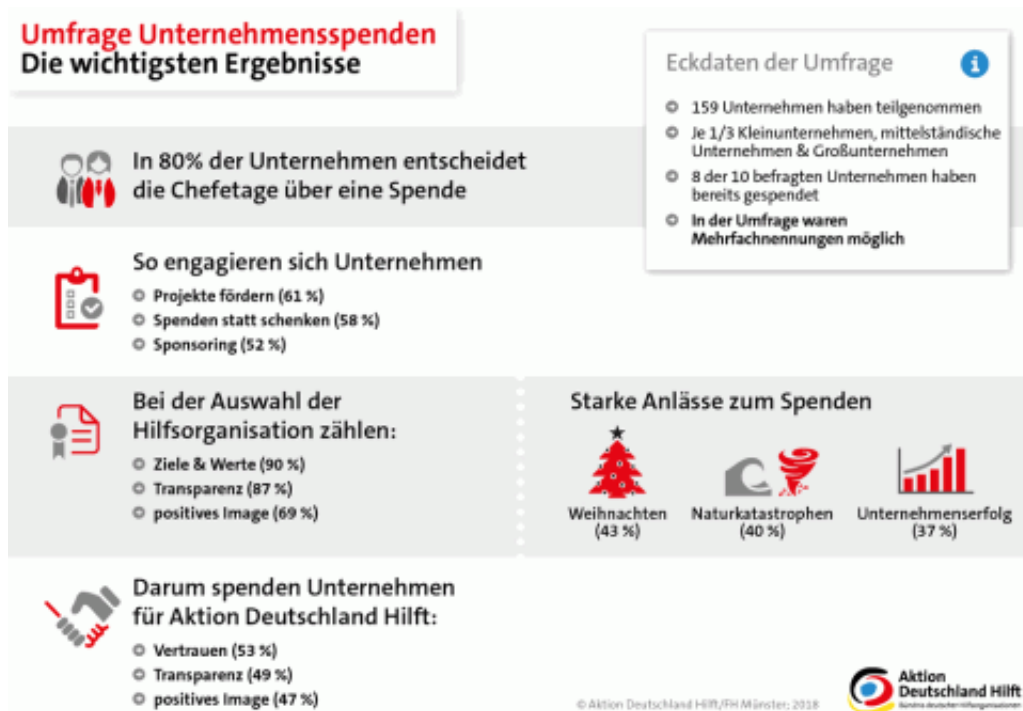 Umfrage Unternehmensspenden
Die wichtigsten Ergebnisse
Eckdaten der Umfrage
159 Unternehmen haben teilgenommen
Je 1/3 Kleinunternehmen, mittelständische
Unternehmen & Großunternehmen
8 der 10 befragten Unternehmen haben
bereits gespendet
In der Umfrage waren
Mehrfachnennungen möglich
In 80% der Unternehmen entscheidet
die Chefetage über eine Spende
So engagieren sich Unternehmen
Projekte fördern (61 %)
Spenden statt schenken (58 %)
Sponsoring (52 %)
Bei der Auswahl der
Hilfsorganisation zählen:
Ziele & Werte (90 %)
Transparenz (87 %)
positives Image (69 %)
Starke Anlässe zum Spenden
Weihnachten
(43 %)
Naturkatastrophen
(40 %)
Unternehmenserfolg
(37 %)
Darum spenden Unternehmen
für Aktion Deutschland Hilft:
Vertrauen (53 %)
Transparenz (49 %)
positives Image (47 %)
© Aktion Deutschland Hilft/FH Münster; 2018
Aktion
Deutschland Hilft
Bündnis deutscher Hilfsorganisationen